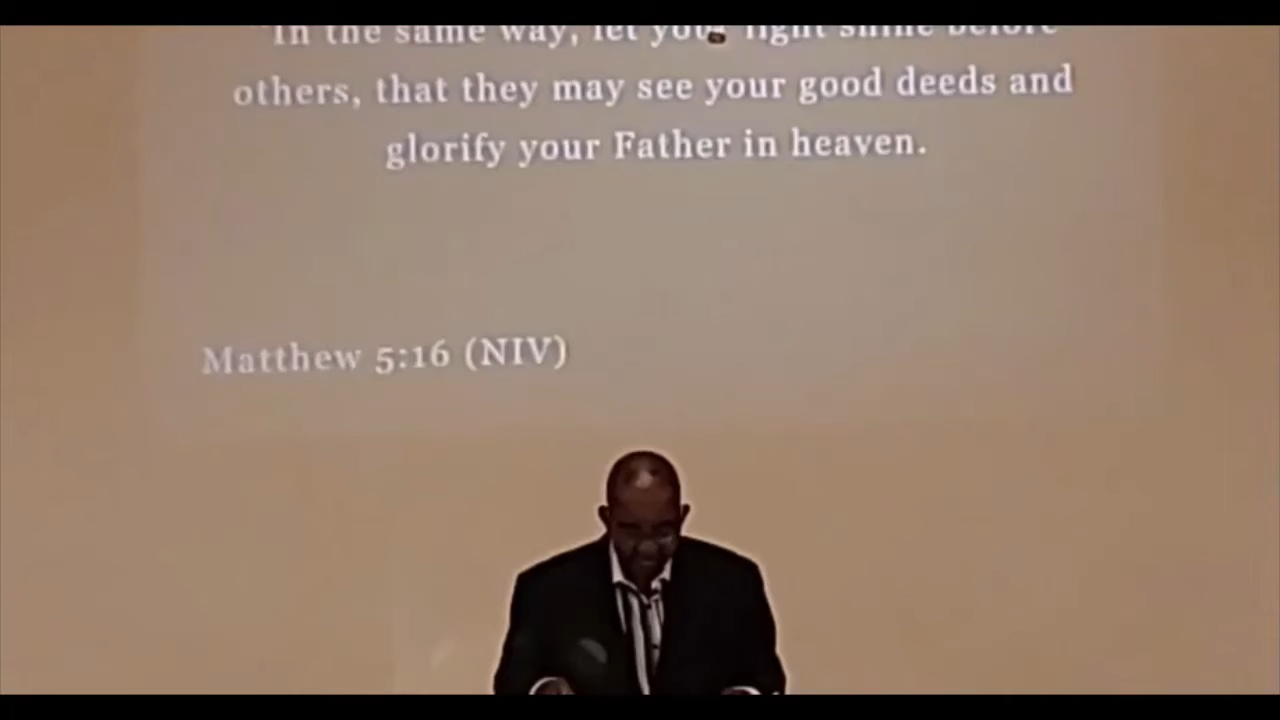 "In the same way, let your light shine before
others, that they may see your good deeds and
glorify your Father in heaven.
Matthew 5:16 (NIV)